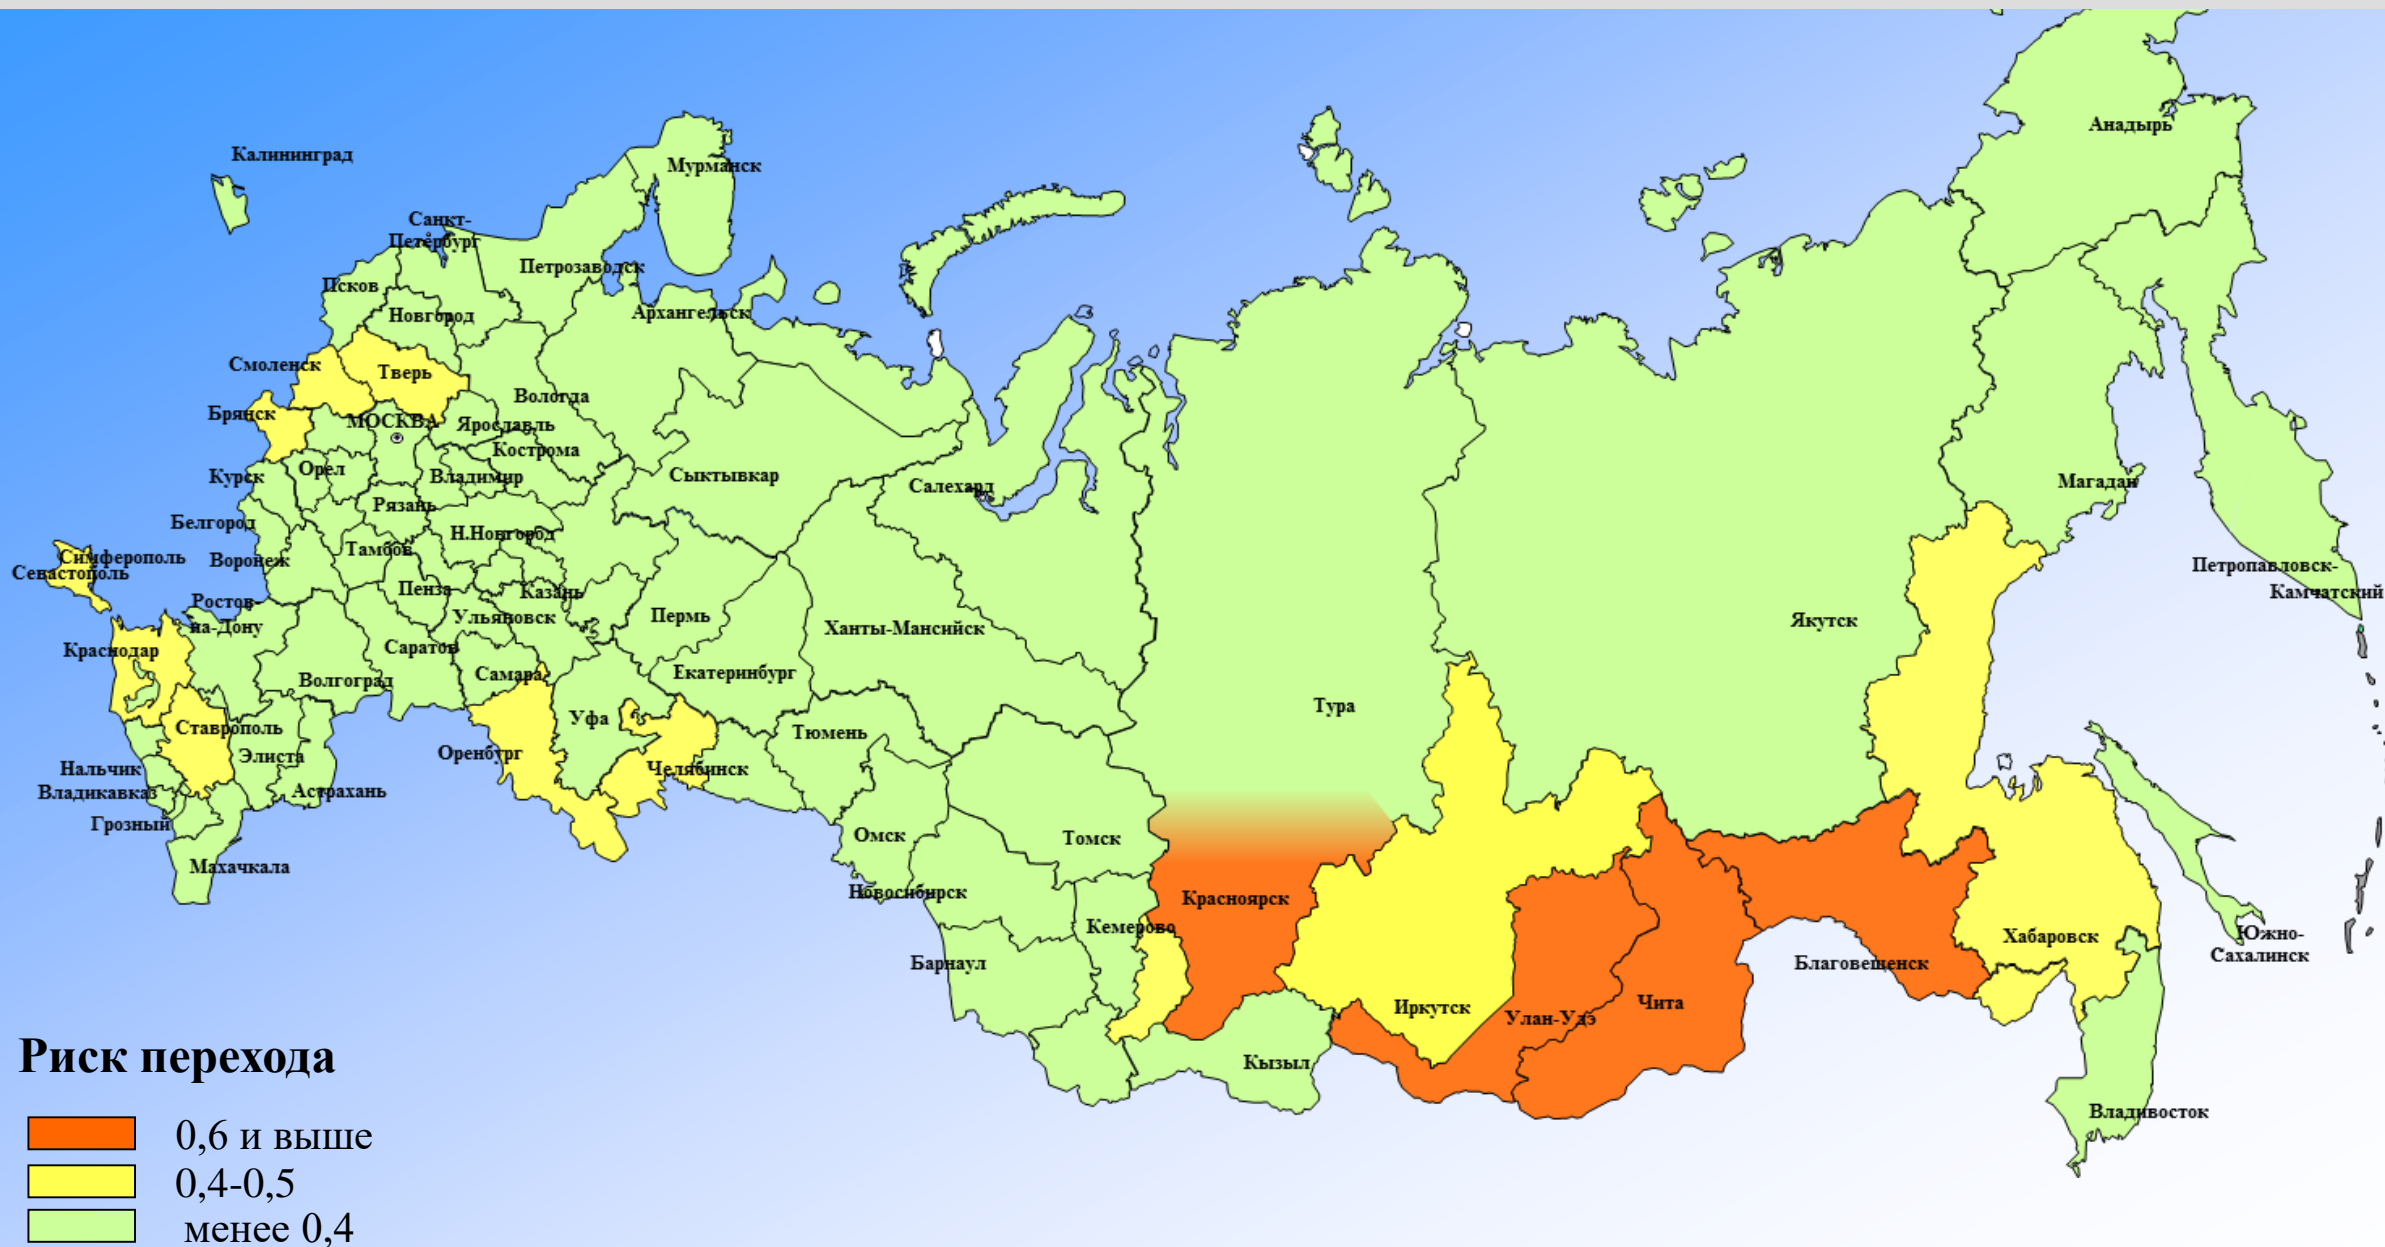 Анадырь
Калининград
Мурманск
Санкт-
Петербург
Петрозаводск
Псков
Новгород
Архангельск
Смоленск
Тверь
Вологда
Брянск
МОСКВА
Ярославль
Кострома
Орел
Курск
Владимир
Сыктывкар
Салехард
Магадан
Рязань
Белгород
Н.Новгород
Тамбов
Воронеж
Симферополь
Севастополь
Петропавловск-
Камчатский
Пенза
Казань
Ростов-
на-Дону
Ульяновск
Пермь
Ханты-Мансийск
Якутск
Краснодар
Саратов
Самара
Екатеринбург
Волгоград
Тура
Уфа
Ставрополь
Тюмень
Элиста
Оренбург
Нальчик
Челябинск
Владикавказ
Астрахань
Грозный
Омск
Томск
Махачкала
Новосибирск
Красноярск
Кемерово
Хабаровск
Южно-
Сахалинск
Барнаул
Благовещенск
Иркутск
Улан-Удэ
Чита
Кызыл
Владивосток
Риск перехода
0,6 и выше
0,4-0,5
менее 0,4